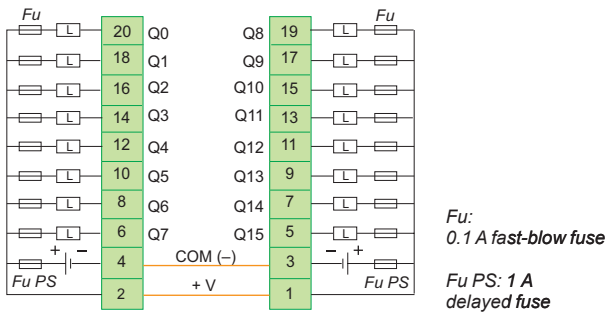 Fu Fu
L 20 Q0 Q8 19 L
L 18 Q1 Q9 17 L
L 16 Q2 Q10 15 L
L 14 Q3 Q11 13 L
L 12 Q4 Q12 11 L
L 10 Q5 Q13 9 L
L 8 Q6 Q14 7 L
L 6 Q7 Q15 5 L
+ – 4 COM (–) 3 – +
Fu PS Fu PS
2 + V 1
Fu:
0.1 A fast-blow fuse
Fu PS: 1 A
delayed fuse